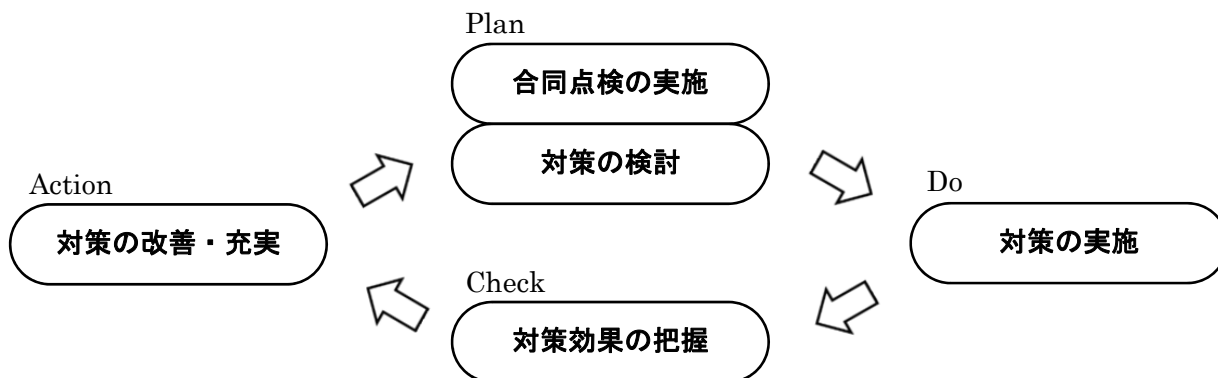 Plan
合同点検の実施
対策の検討
Action
対策の改善・充実
Do
対策の実施
Check
対策効果の把握